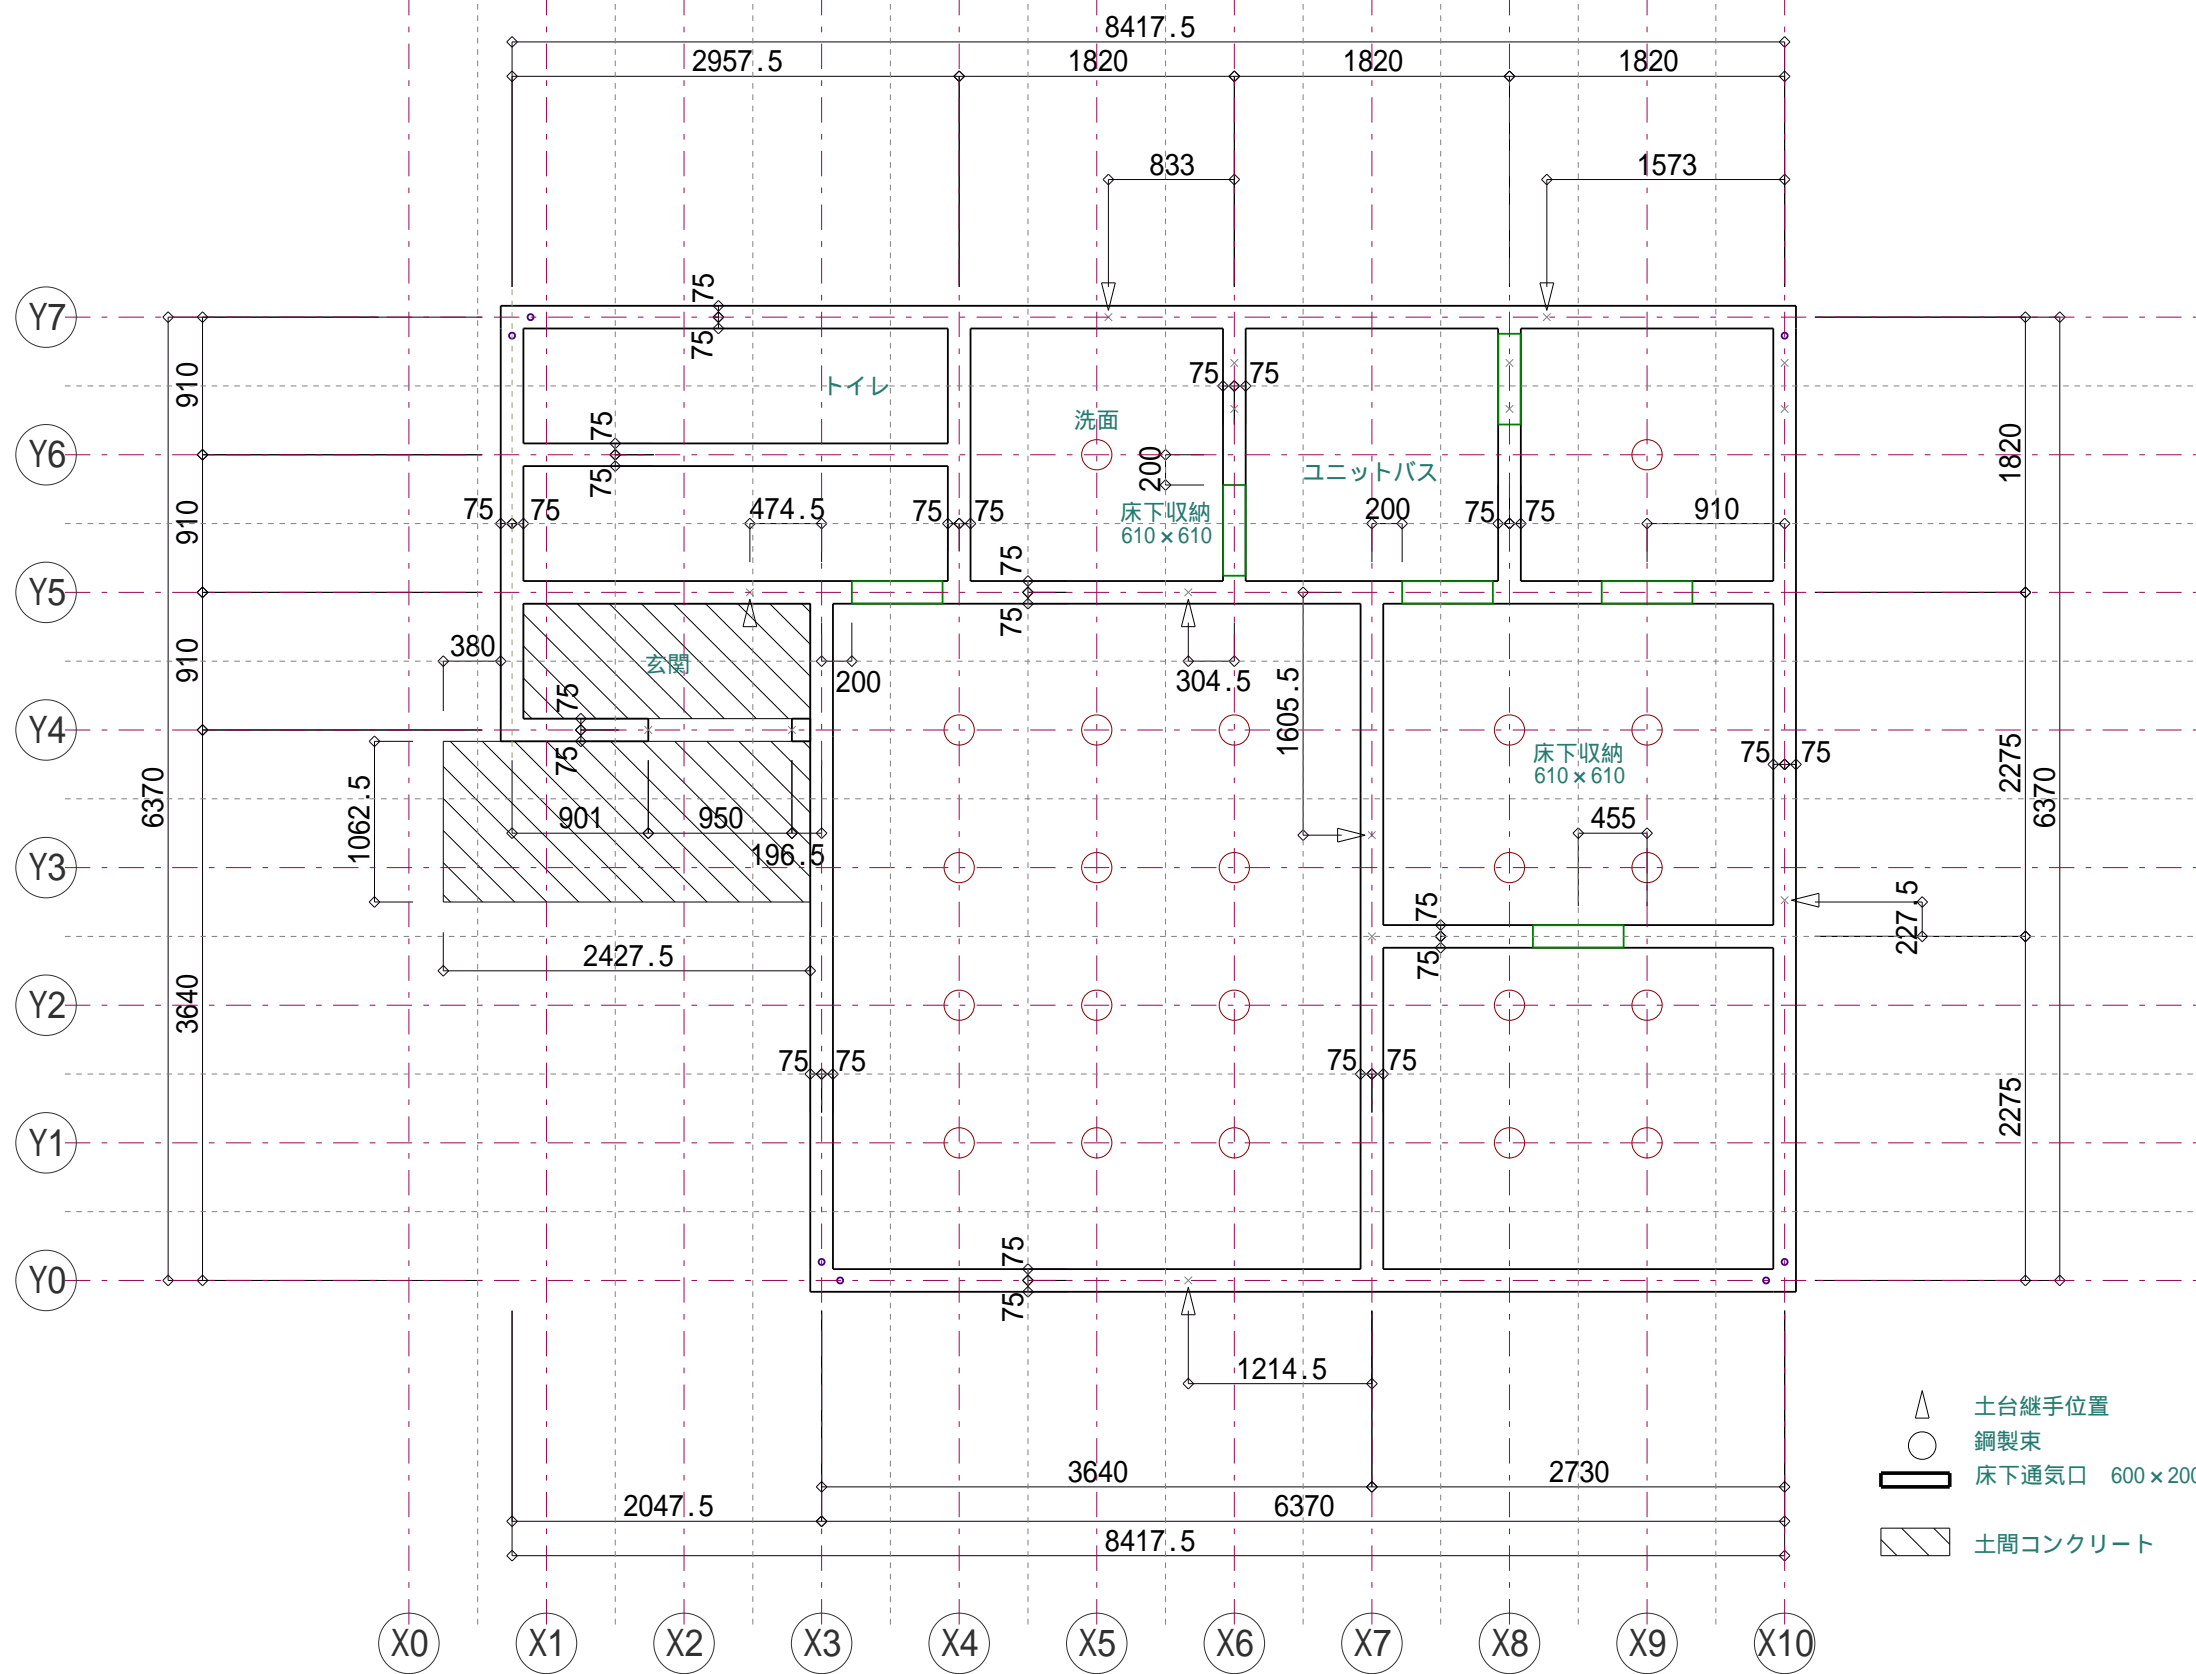 8417.5
2957.5 1820 1820 1820
833 1573
Y7 75
75
910 トイレ 75 75
洗面
75
Y6 200 1820
75 ユニットバス
910 75 75 474.5 75 75 床下収納 200 75 75 910
610×610
75
Y5
75
380 玄関 200 304.5 1605.5
910
75
Y4
75 床下収納 75 75 2275
610×610
6370 1062.5 901 950 455 6370
196.5
Y3
75 227.5
2427.5 75
3640 Y2
75 75 75 75 2275
Y1
75
Y0
75
1214.5
土台継手位置
鋼製束
3640 2730 床下通気口 600×200
2047.5 6370
8417.5 土間コンクリート
X0 X1 X2 X3 X4 X5 X6 X7 X8 X9 X10